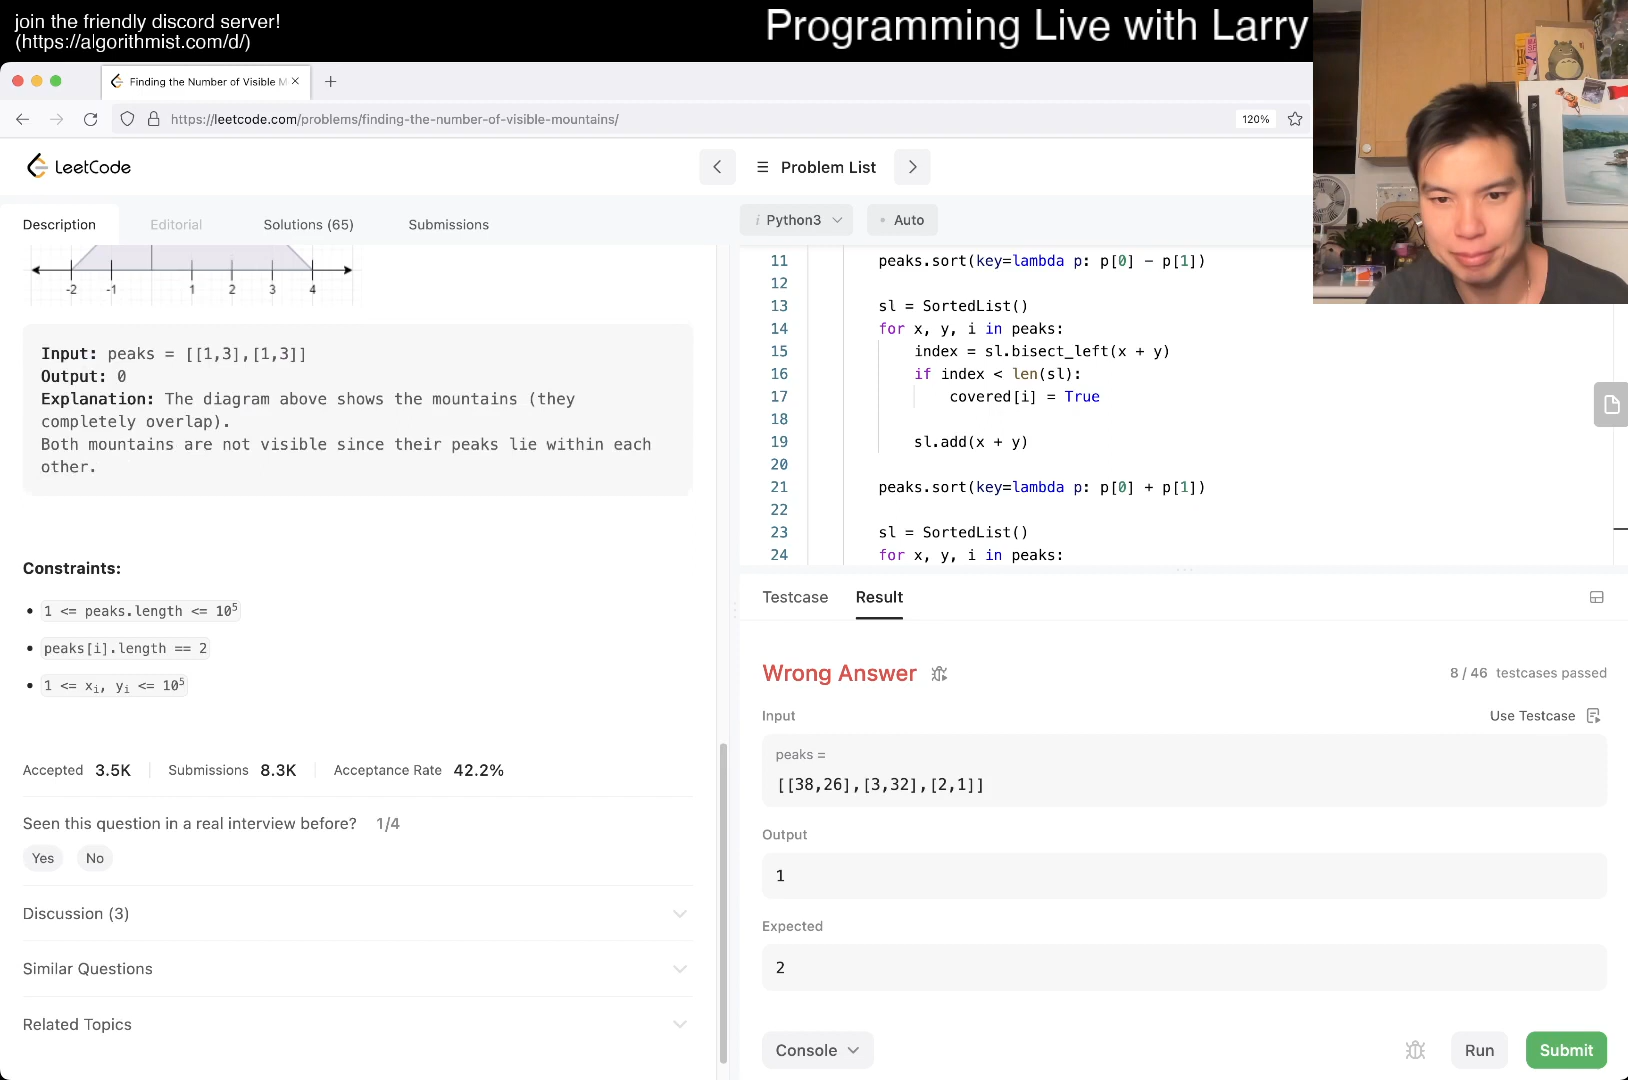 join the friendly discord server!
(https://algorithmist.com/d/)
Programming Live with Larry
Finding the Number of Visible M
https://leetcode.com/problems/finding-the-number-of-visible-mountains/
120%
LeetCode
Problem List
Description
Editorial
Solutions (65)
Submissions
i Python3
Auto
-2 -1 1 2 3 4
Input: peaks = [[1,3],[1,3]]
Output: 0
Explanation: The diagram above shows the mountains (they
completely overlap).
Both mountains are not visible since their peaks lie within each
other.
Constraints:
• 1 <= peaks.length <= 10⁵
• peaks[i].length == 2
• 1 <= xᵢ, yᵢ <= 10⁵
Accepted 3.5K
Submissions 8.3K
Acceptance Rate 42.2%
Seen this question in a real interview before? 1/4
Yes
No
Discussion (3)
Similar Questions
Related Topics
11 peaks.sort(key=lambda p: p[0] - p[1])
12
13 sl = SortedList()
14 for x, y, i in peaks:
15 index = sl.bisect_left(x + y)
16 if index < len(sl):
17 covered[i] = True
18
19 sl.add(x + y)
20
21 peaks.sort(key=lambda p: p[0] + p[1])
22
23 sl = SortedList()
24 for x, y, i in peaks:
Testcase
Result
Wrong Answer
8 / 46 testcases passed
Input
Use Testcase
peaks =
[[38,26],[3,32],[2,1]]
Output
1
Expected
2
Console
Run
Submit